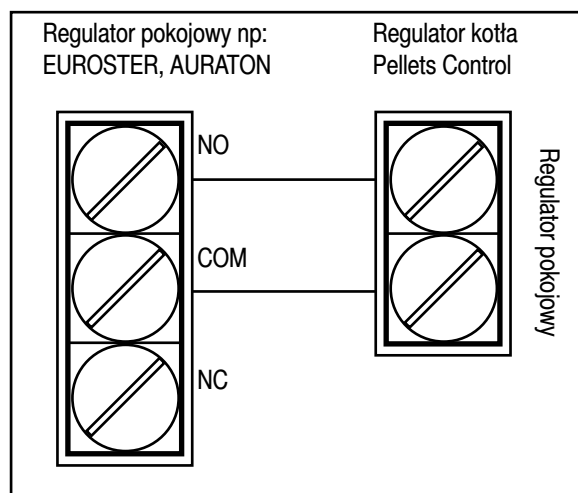 Regulator pokojowy np:
EUROSTER, AURATON
Regulator kotła
Pellets Control
NO
COM
NC
Regulator pokojowy